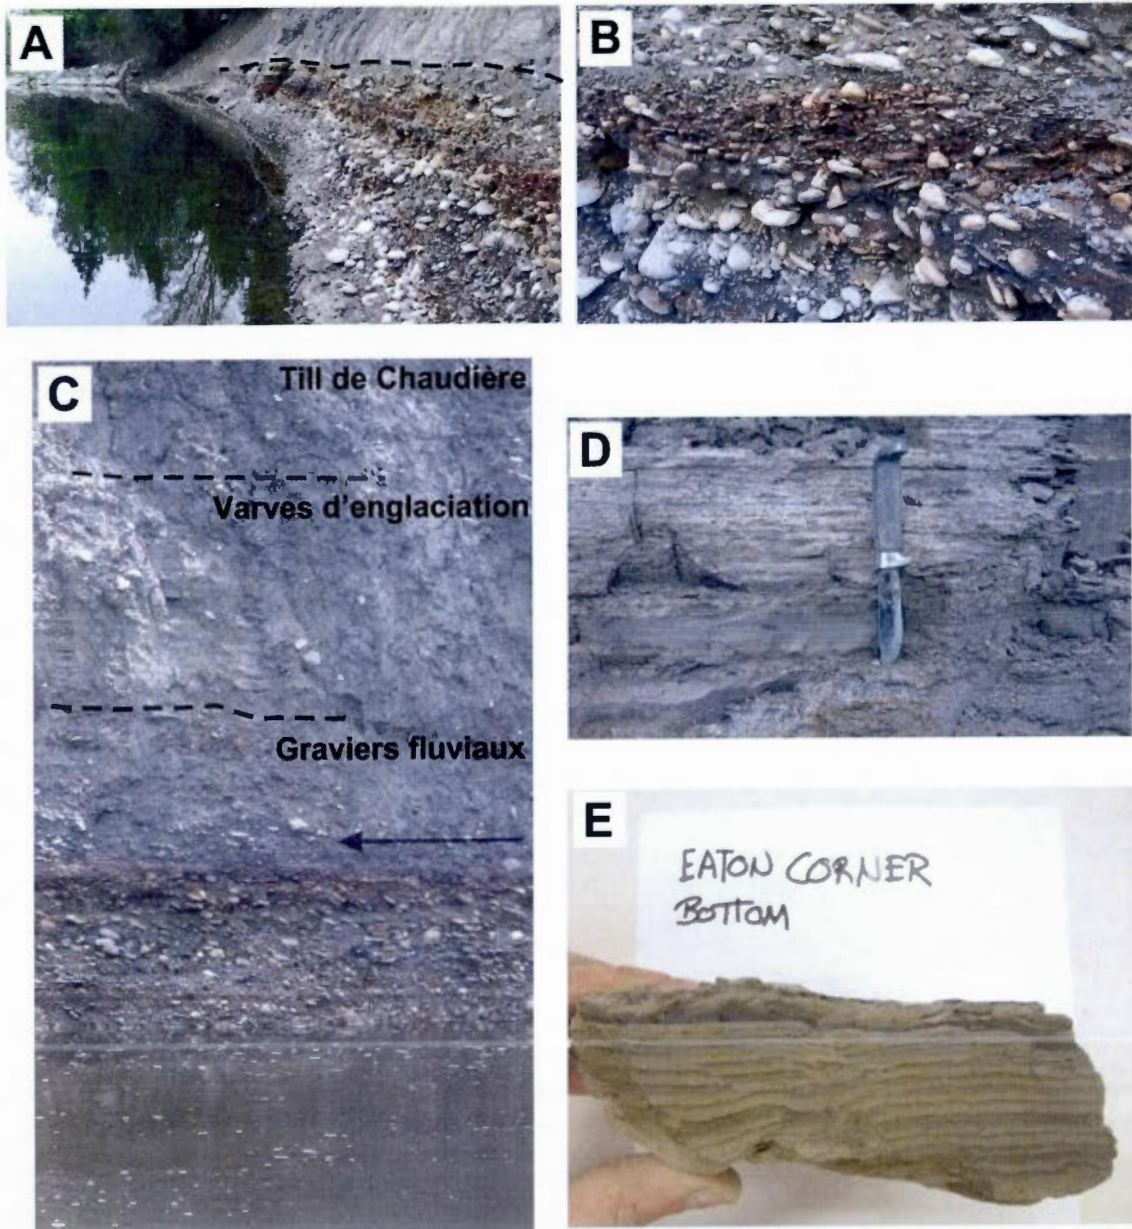 A
B
C
Till de Chaudière
Varves d'englaciation
Graviers fluviaux
D
E
EATON CORNER
BOTTOM